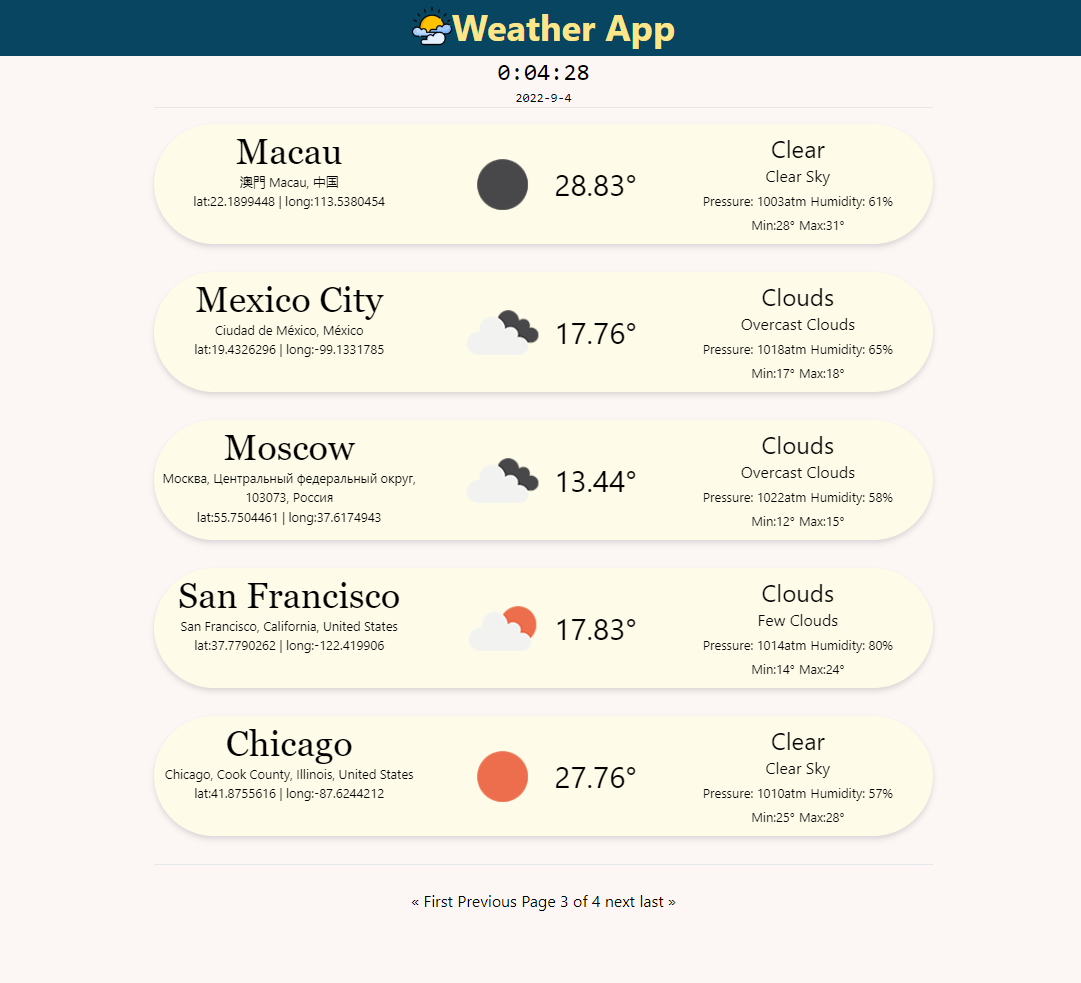 Weather App
0:04:28
2022-9-4
Macau
澳門 Macau, 中国
lat:22.1899448 | long:113.5380454
28.83°
Clear
Clear Sky
Pressure: 1003atm Humidity: 61%
Min:28° Max:31°
Mexico City
Ciudad de México, México
lat:19.4326296 | long:-99.1331785
17.76°
Clouds
Overcast Clouds
Pressure: 1018atm Humidity: 65%
Min:17° Max:18°
Moscow
Москва, Центральный федеральный округ,
103073, Россия
lat:55.7504461 | long:37.6174943
13.44°
Clouds
Overcast Clouds
Pressure: 1022atm Humidity: 58%
Min:12° Max:15°
San Francisco
San Francisco, California, United States
lat:37.7790262 | long:-122.419906
17.83°
Clouds
Few Clouds
Pressure: 1014atm Humidity: 80%
Min:14° Max:24°
Chicago
Chicago, Cook County, Illinois, United States
lat:41.8755616 | long:-87.6244212
27.76°
Clear
Clear Sky
Pressure: 1010atm Humidity: 57%
Min:25° Max:28°
« First Previous Page 3 of 4 next last »